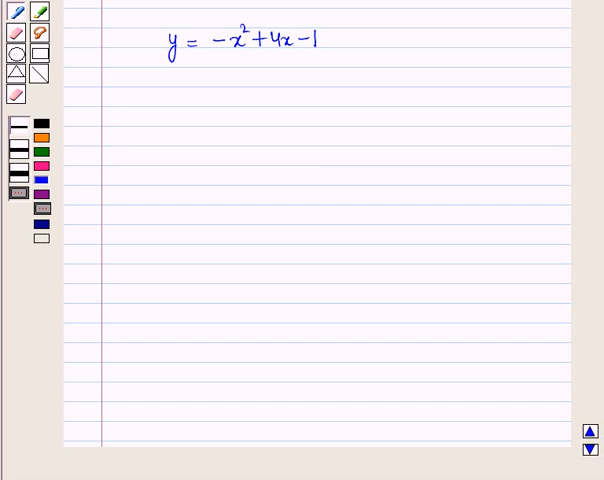 y = -x² + 4x - 1